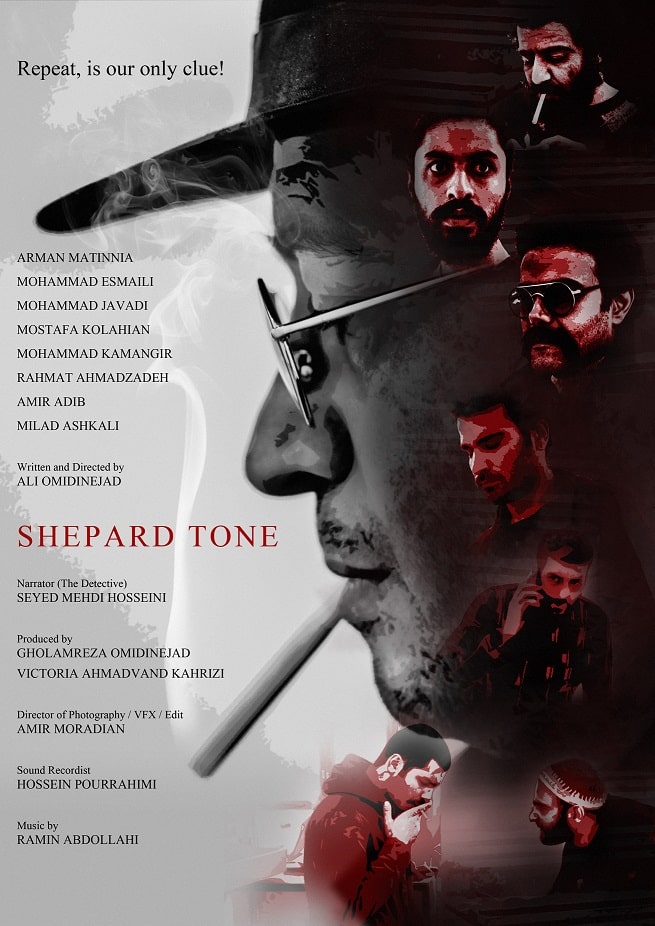 Repeat, is our only clue!
ARMAN MATINNIA
MOHAMMAD ESMAILI
MOHAMMAD JAVADI
MOSTAFA KOLAHIAN
MOHAMMAD KAMANGIR
RAHMAT AHMADZADEH
AMIR ADIB
MILAD ASHKALI
Written and Directed by
ALI OMIDINEJAD
SHEPARD TONE
Narrator (The Detective)
SEYED MEHDI HOSSEINI
Produced by
GHOLAMREZA OMIDINEJAD
VICTORIA AHMADVAND KAHRIZI
Director of Photography / VFX / Edit
AMIR MORADIAN
Sound Recordist
HOSSEIN POURRAHIMI
Music by
RAMIN ABDOLLAHI